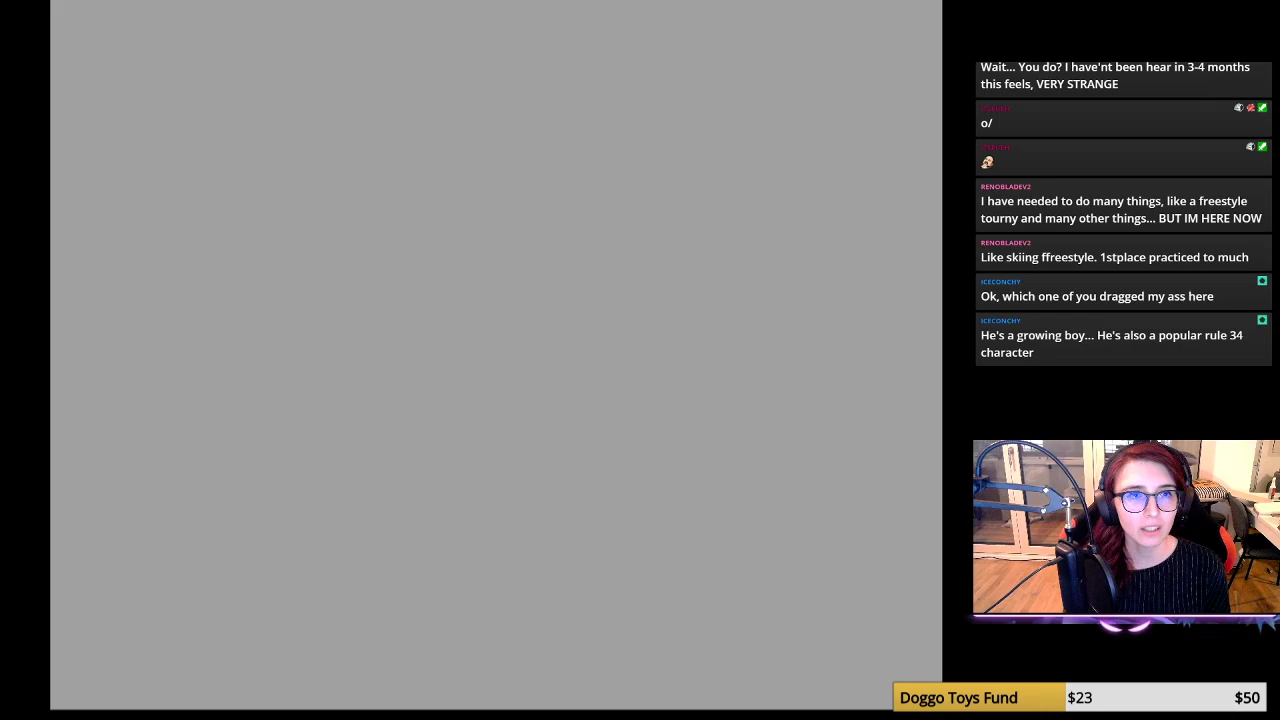 Wait... You do? I have'nt been hear in 3-4 months
this feels, VERY STRANGE
o/
RENOBLADEV2
I have needed to do many things, like a freestyle
tourny and many other things... BUT IM HERE NOW
RENOBLADEV2
Like skiing ffreestyle. 1stplace practiced to much
ICECONCHY
Ok, which one of you dragged my ass here
ICECONCHY
He's a growing boy... He's also a popular rule 34
character
Doggo Toys Fund $23 $50